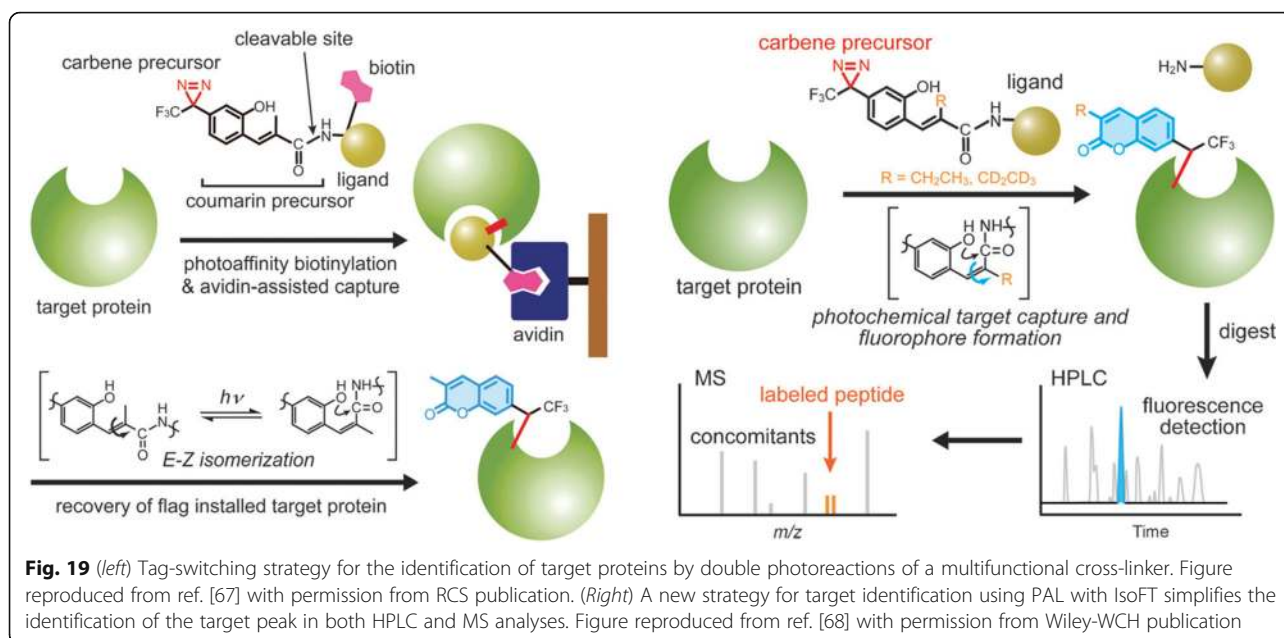 cleavable site
carbene precursor
biotin
N=N
F₃C
OH
H
N
O
ligand
coumarin precursor
target protein
photoaffinity biotinylation
& avidin-assisted capture
avidin
OH
H
N
O
hν
H NH
O C=O
E-Z isomerization
recovery of flag installed target protein
O O
CF₃
carbene precursor
N=N
F₃C
OH
R
H
N
O
ligand
H₂N
R
O O
CF₃
R = CH₂CH₃, CD₂CD₃
H NH
O C=O
R
target protein
photochemical target capture and
fluorophore formation
digest
MS
labeled peptide
concomitants
m/z
HPLC
fluorescence
detection
Time
Fig. 19 (left) Tag-switching strategy for the identification of target proteins by double photoreactions of a multifunctional cross-linker. Figure
reproduced from ref. [67] with permission from RCS publication. (Right) A new strategy for target identification using PAL with IsoFT simplifies the
identification of the target peak in both HPLC and MS analyses. Figure reproduced from ref. [68] with permission from Wiley-WCH publication